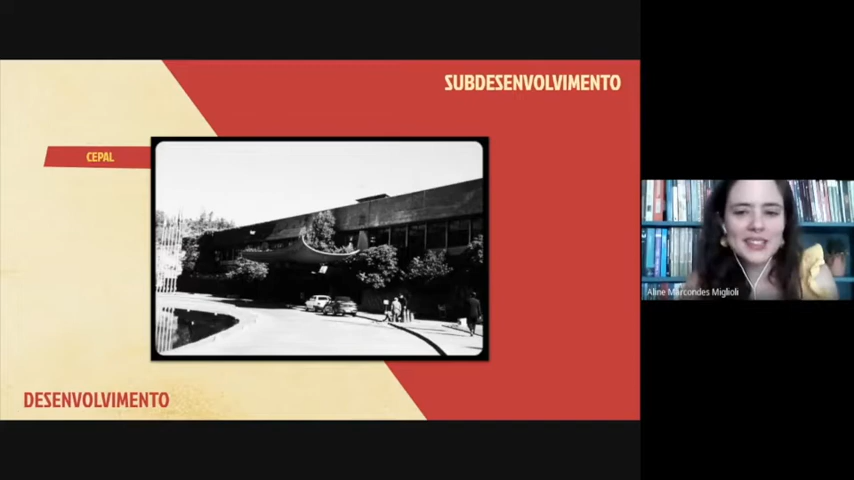 SUBDESENVOLVIMENTO
CEPAL
DESENVOLVIMENTO
Aline Marcondes Miglioli